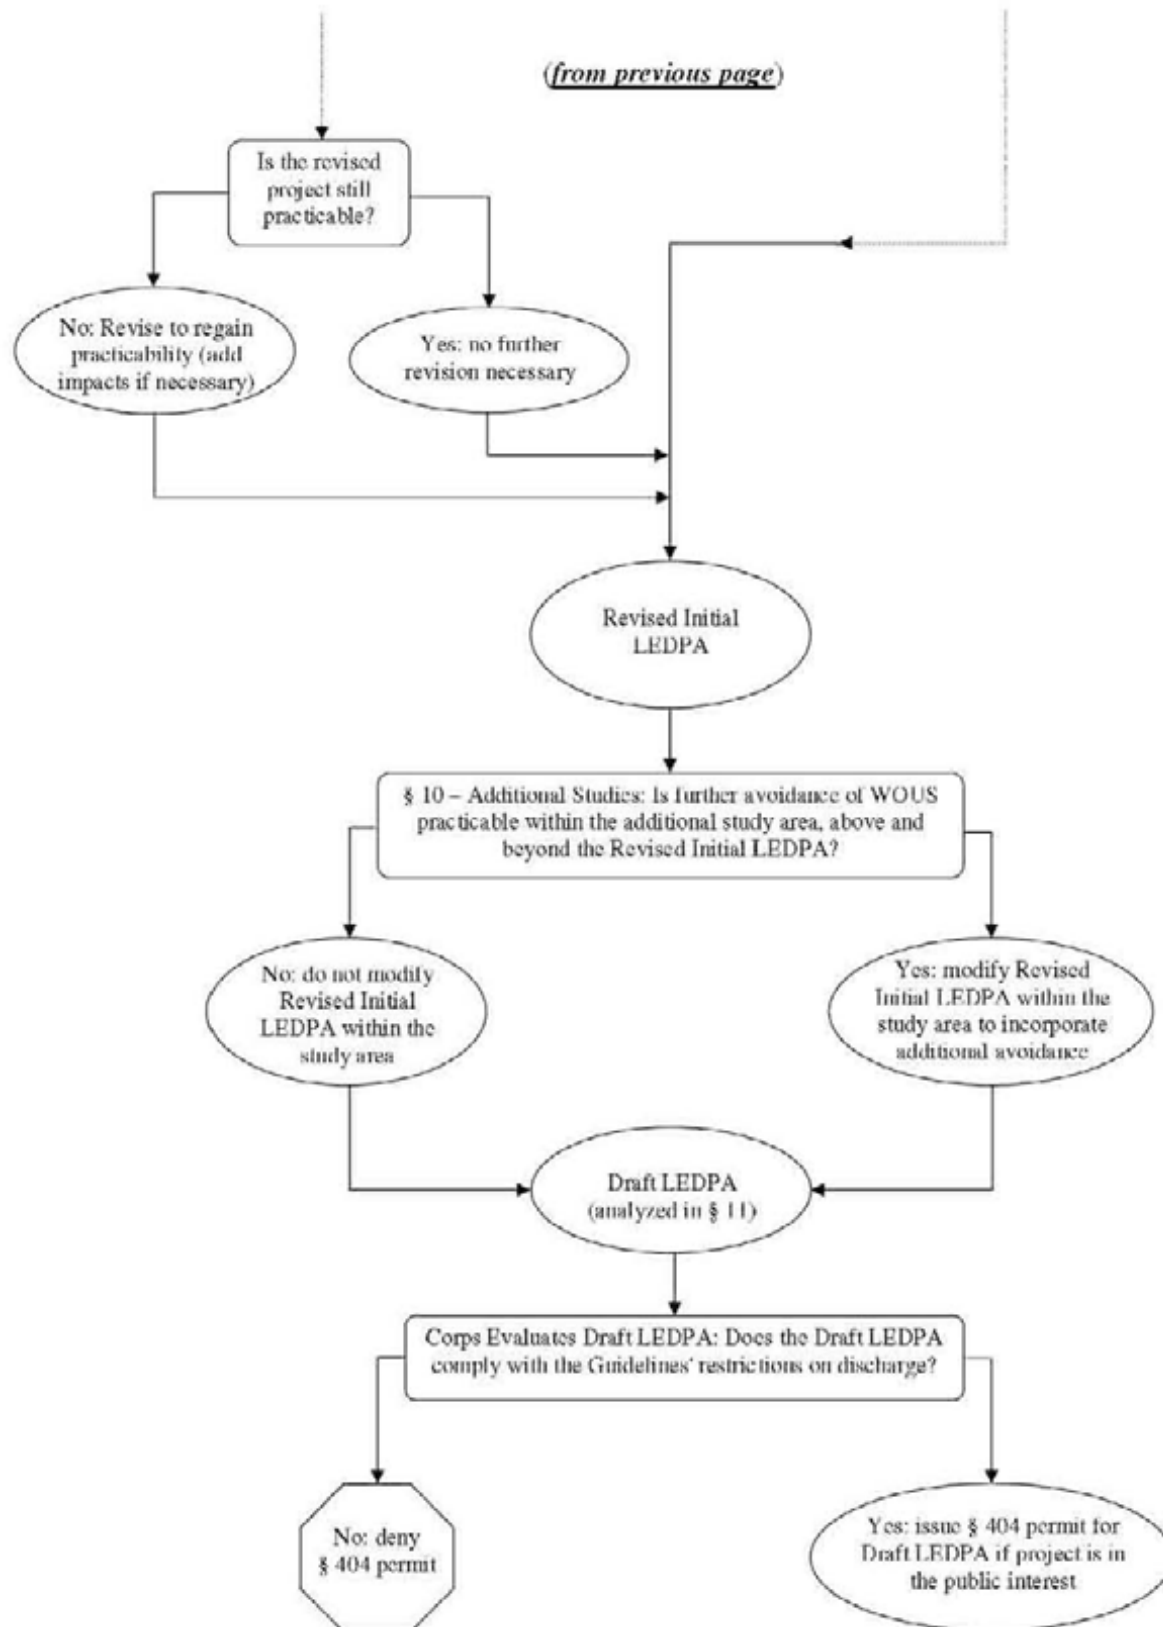 (from previous page)
Is the revised
project still
practicable?
No: Revise to regain
practicability (add
impacts if necessary)
Yes: no further
revision necessary
Revised Initial
LEDPA
§ 10 – Additional Studies: Is further avoidance of WOUS
practicable within the additional study area, above and
beyond the Revised Initial LEDPA?
No: do not modify
Revised Initial
LEDPA within the
study area
Yes: modify Revised
Initial LEDPA within the
study area to incorporate
additional avoidance
Draft LEDPA
(analyzed in § 11)
Corps Evaluates Draft LEDPA: Does the Draft LEDPA
comply with the Guidelines' restrictions on discharge?
No: deny
§ 404 permit
Yes: issue § 404 permit for
Draft LEDPA if project is in
the public interest